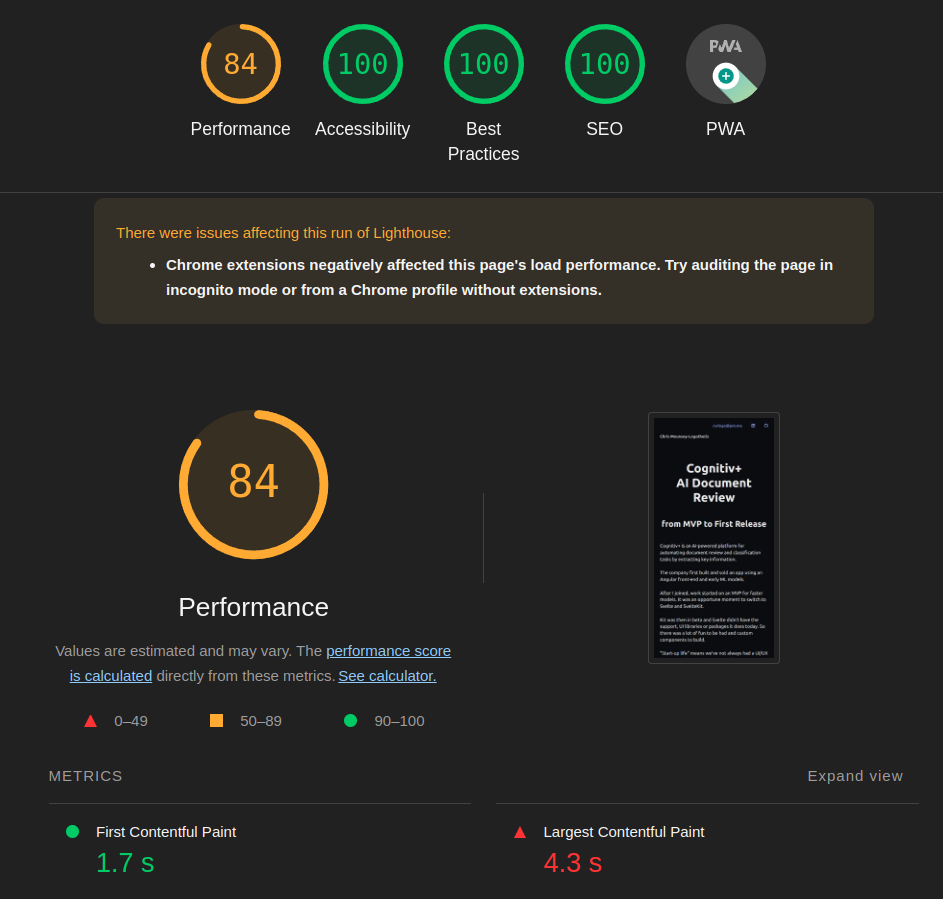 84
100
100
100
PWA
Performance
Accessibility
Best
Practices
SEO
PWA
There were issues affecting this run of Lighthouse:
Chrome extensions negatively affected this page's load performance. Try auditing the page in
incognito mode or from a Chrome profile without extensions.
84
Performance
Values are estimated and may vary. The performance score
is calculated directly from these metrics. See calculator.
0–49
50–89
90–100
Cognitiv+
AI Document
Review
from MVP to First Release
Cognitiv+ is an AI-powered platform for
automating document review and classification
tasks by extracting key information.
The company first built and sold an app using an
Angular front-end and early ML models.
After I joined, work started on an MVP for faster
models. It was an opportune moment to switch to
Svelte and SvelteKit.
Kit was then in beta and Svelte didn't have the
support, UI libraries or packages it does today. So
there was a lot of fun to be had and custom
components to build.
"Start-up life" means we've not always had a UI/UX
METRICS
Expand view
First Contentful Paint
1.7 s
Largest Contentful Paint
4.3 s